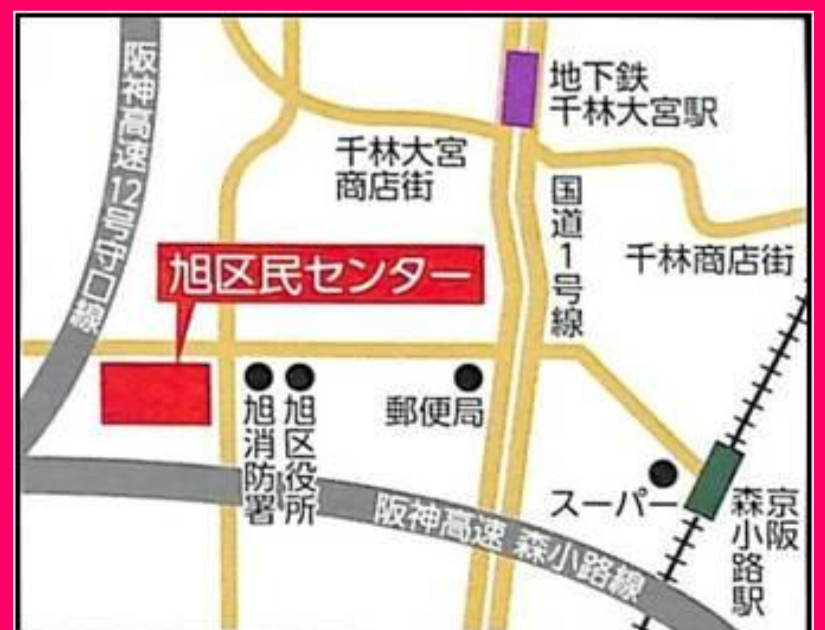 阪神高速12号守口線
地下鉄
千林大宮駅
千林大宮
商店街
国道1号線
千林商店街
旭区民センター
旭消防署
旭区役所
郵便局
スーパー
京阪
森小路駅
阪神高速 森小路線